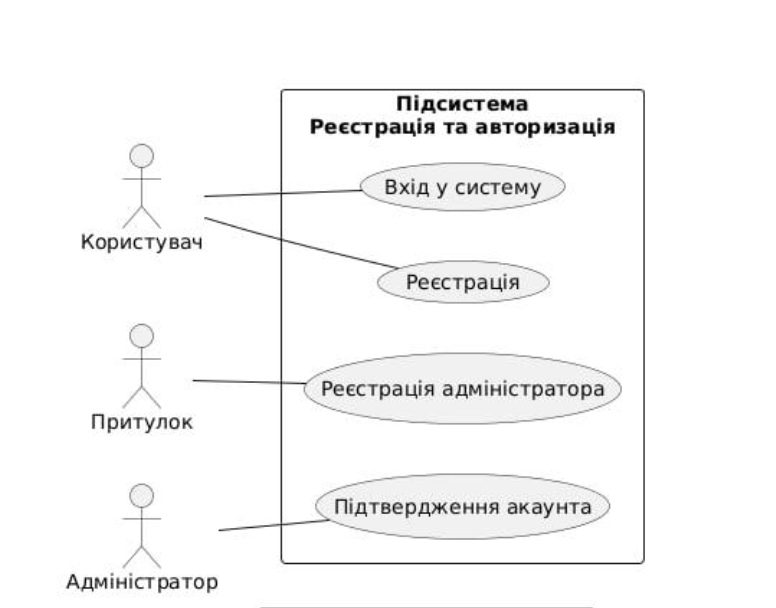 Підсистема
Реєстрація та авторизація
Вхід у систему
Користувач
Реєстрація
Реєстрація адміністратора
Притулок
Підтвердження акаунта
Адміністратор